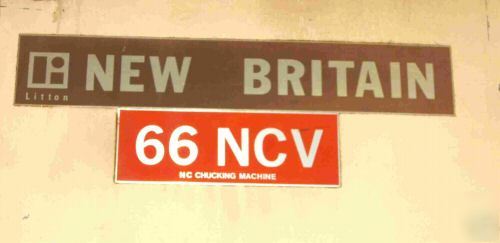 NEW BRITAIN
Litton
66 NCV
NC CHUCKING MACHINE